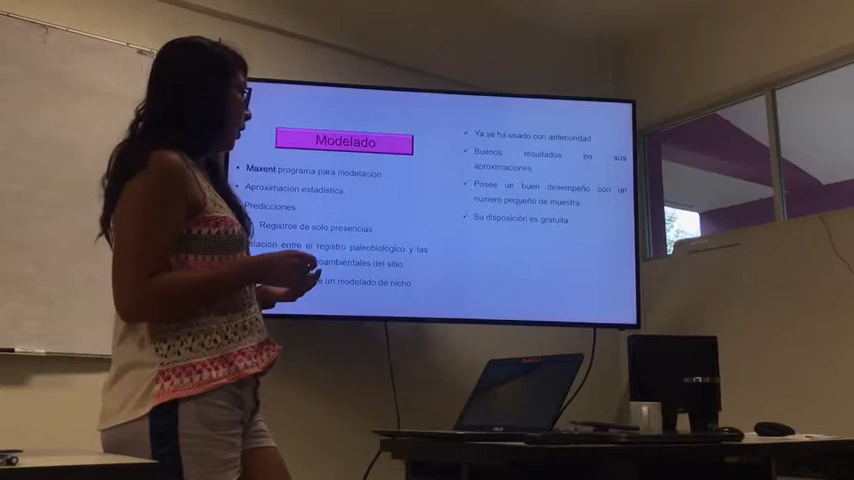 Modelado
• Maxent programa para modelación
• Aproximación estadística
Predicciones
Registros de solo presencias
elación entre el registro paleobiológico y las
oambientales del sitio
e un modelado de nicho
✓ Ya se ha usado con anterioridad
✓ Buenos resultados en sus
aproximaciones
✓ Posee un buen desempeño con un
número pequeño de muestra
✓ Su disposición es gratuita